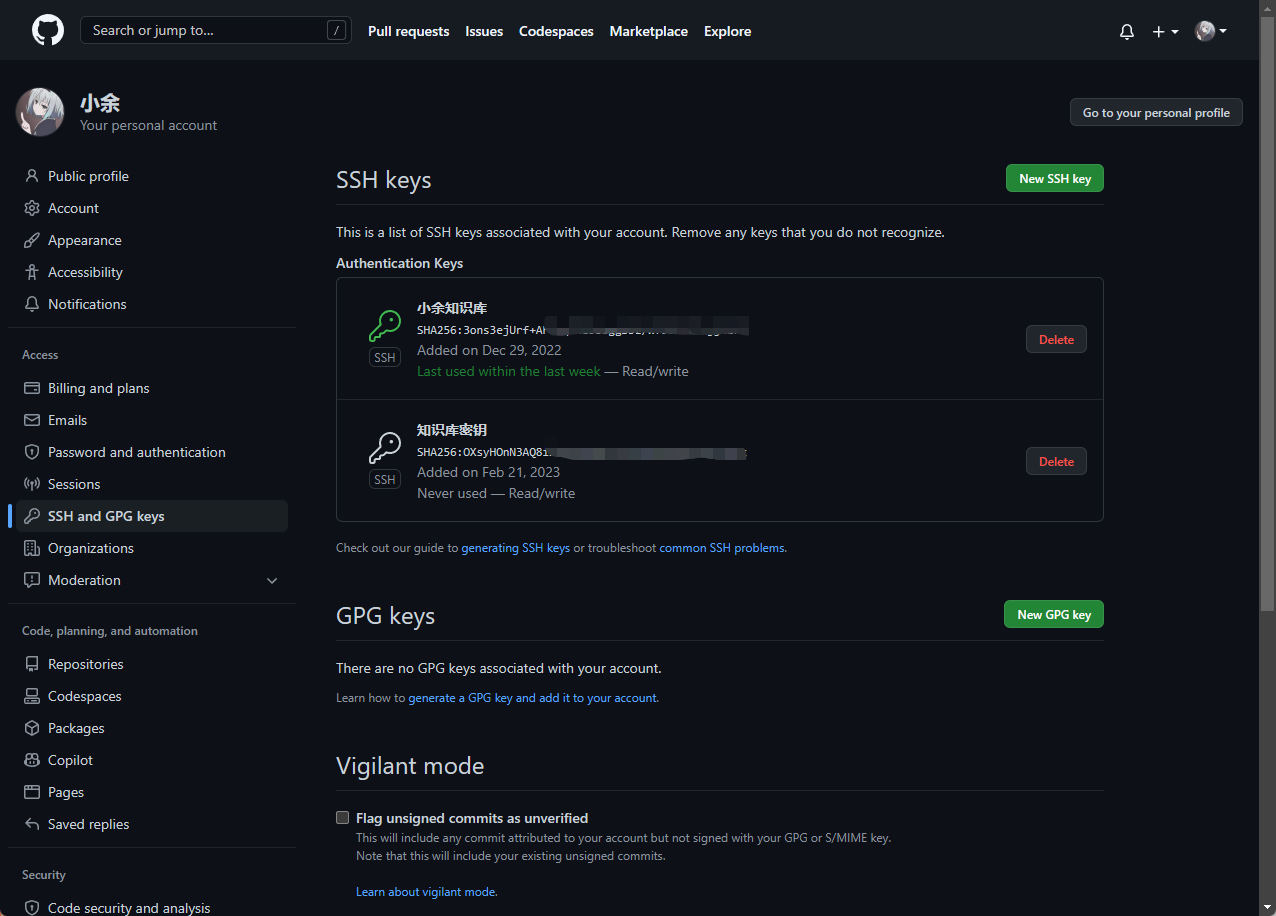 Search or jump to... /
Pull requests
Issues
Codespaces
Marketplace
Explore
小余
Your personal account
Go to your personal profile
Public profile
Account
Appearance
Accessibility
Notifications
Access
Billing and plans
Emails
Password and authentication
Sessions
SSH and GPG keys
Organizations
Moderation
Code, planning, and automation
Repositories
Codespaces
Packages
Copilot
Pages
Saved replies
Security
Code security and analysis
SSH keys
New SSH key
This is a list of SSH keys associated with your account. Remove any keys that you do not recognize.
Authentication Keys
小余知识库
SHA256:3ons3ejUrf+A
Added on Dec 29, 2022
Last used within the last week — Read/write
SSH
Delete
知识库密钥
SHA256:OXsyHOnN3AQ8i
Added on Feb 21, 2023
Never used — Read/write
SSH
Delete
Check out our guide to generating SSH keys or troubleshoot common SSH problems.
GPG keys
New GPG key
There are no GPG keys associated with your account.
Learn how to generate a GPG key and add it to your account.
Vigilant mode
Flag unsigned commits as unverified
This will include any commit attributed to your account but not signed with your GPG or S/MIME key.
Note that this will include your existing unsigned commits.
Learn about vigilant mode.